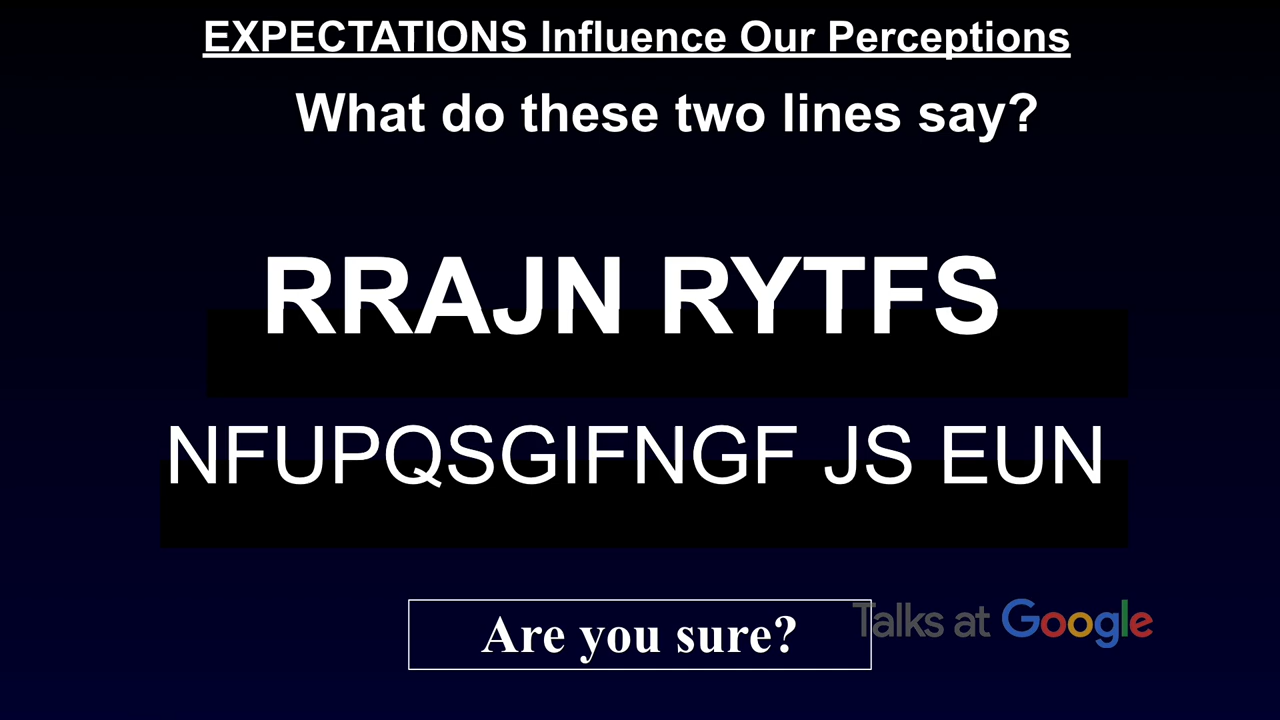 EXPECTATIONS Influence Our Perceptions
What do these two lines say?
RRAJN RYTFS
NFUPQSGIFNGF JS EUN
Are you sure?
Talks at Google